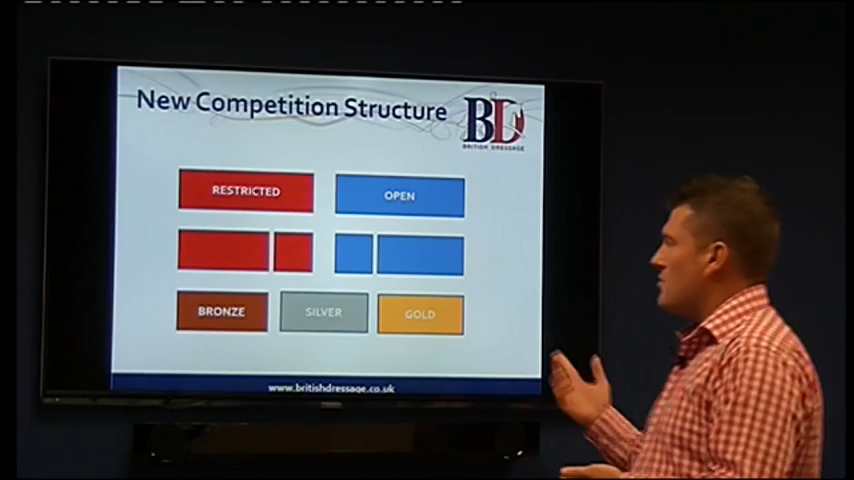 New Competition Structure
BD
BRITISH DRESSAGE
RESTRICTED
OPEN
BRONZE
SILVER
GOLD
www.britishdressage.co.uk